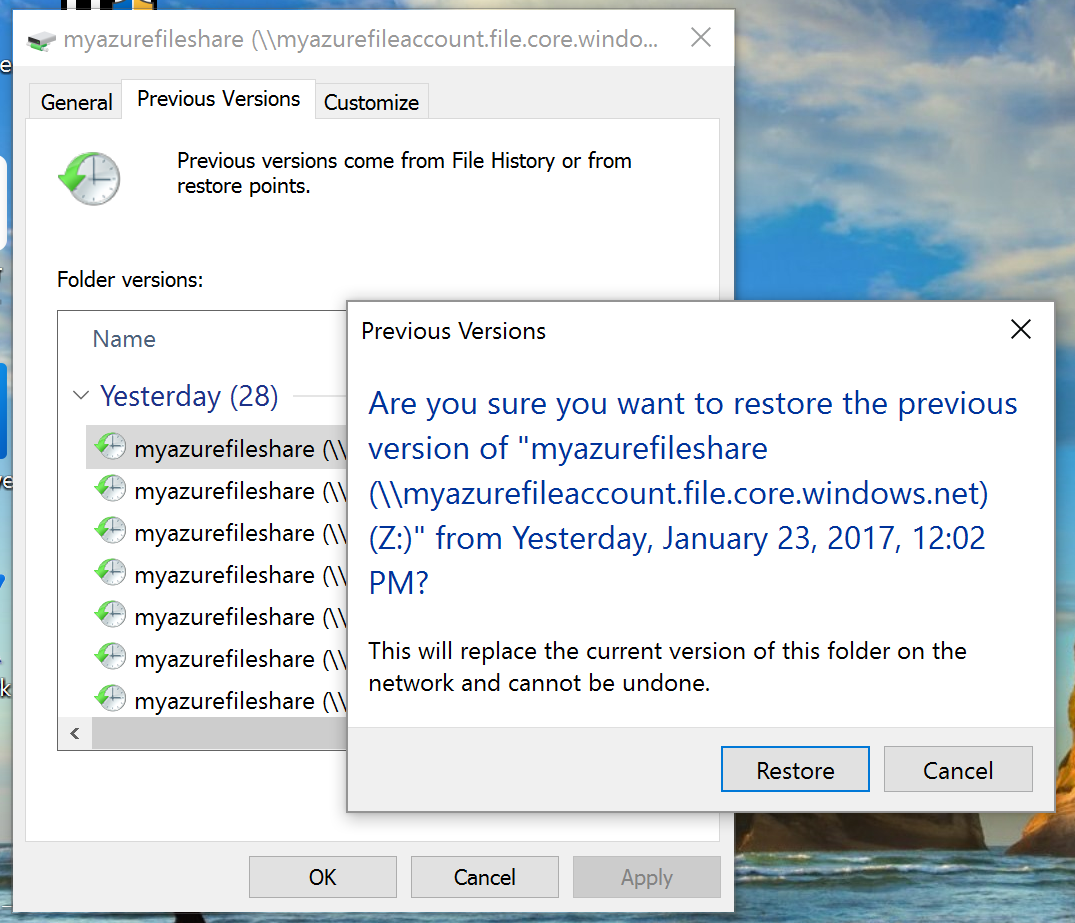 myazurefileshare (\\myazurefileaccount.file.core.windo...
General
Previous Versions
Customize
Previous versions come from File History or from
restore points.
Folder versions:
Name
Yesterday (28)
myazurefileshare (\\
myazurefileshare (\\
myazurefileshare (\\
myazurefileshare (\\
myazurefileshare (\\
myazurefileshare (\\
myazurefileshare (\\
Previous Versions
Are you sure you want to restore the previous
version of "myazurefileshare
(\\myazurefileaccount.file.core.windows.net)
(Z:)" from Yesterday, January 23, 2017, 12:02
PM?
This will replace the current version of this folder on the
network and cannot be undone.
Restore
Cancel
OK
Cancel
Apply